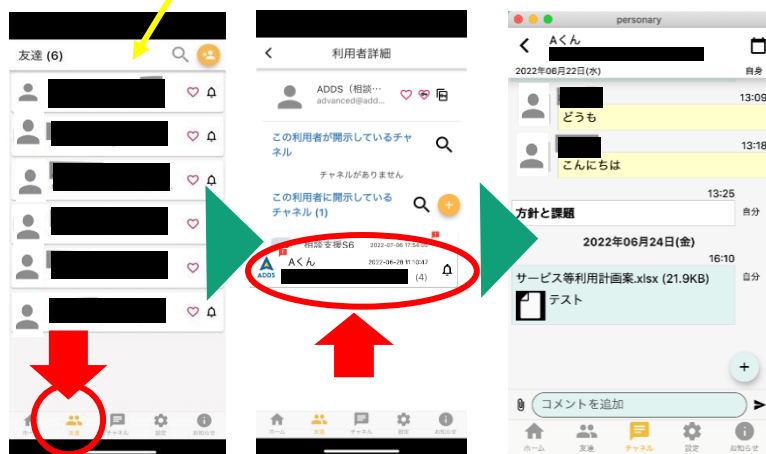 友達 (6)
ホーム
友達
チャネル
設定
お知らせ
利用者詳細
ADDS（相談…
advanced@add…
この利用者が開示しているチャ
ネル
チャネルがありません
この利用者に開示している
チャネル (1)
相談支援S6 2022-07-06 17:54:00
Aくん 2022-06-28 11:10:47
ADDS
(4)
ホーム
友達
チャネル
設定
お知らせ
personary
Aくん
2022年06月22日(水) 自身
13:09
どうも
13:18
こんにちは
13:25
方針と課題 自分
2022年06月24日(金)
16:10
サービス等利用計画案.xlsx (21.9KB) 自分
テスト
コメントを追加
ホーム
友達
チャネル
設定
お知らせ